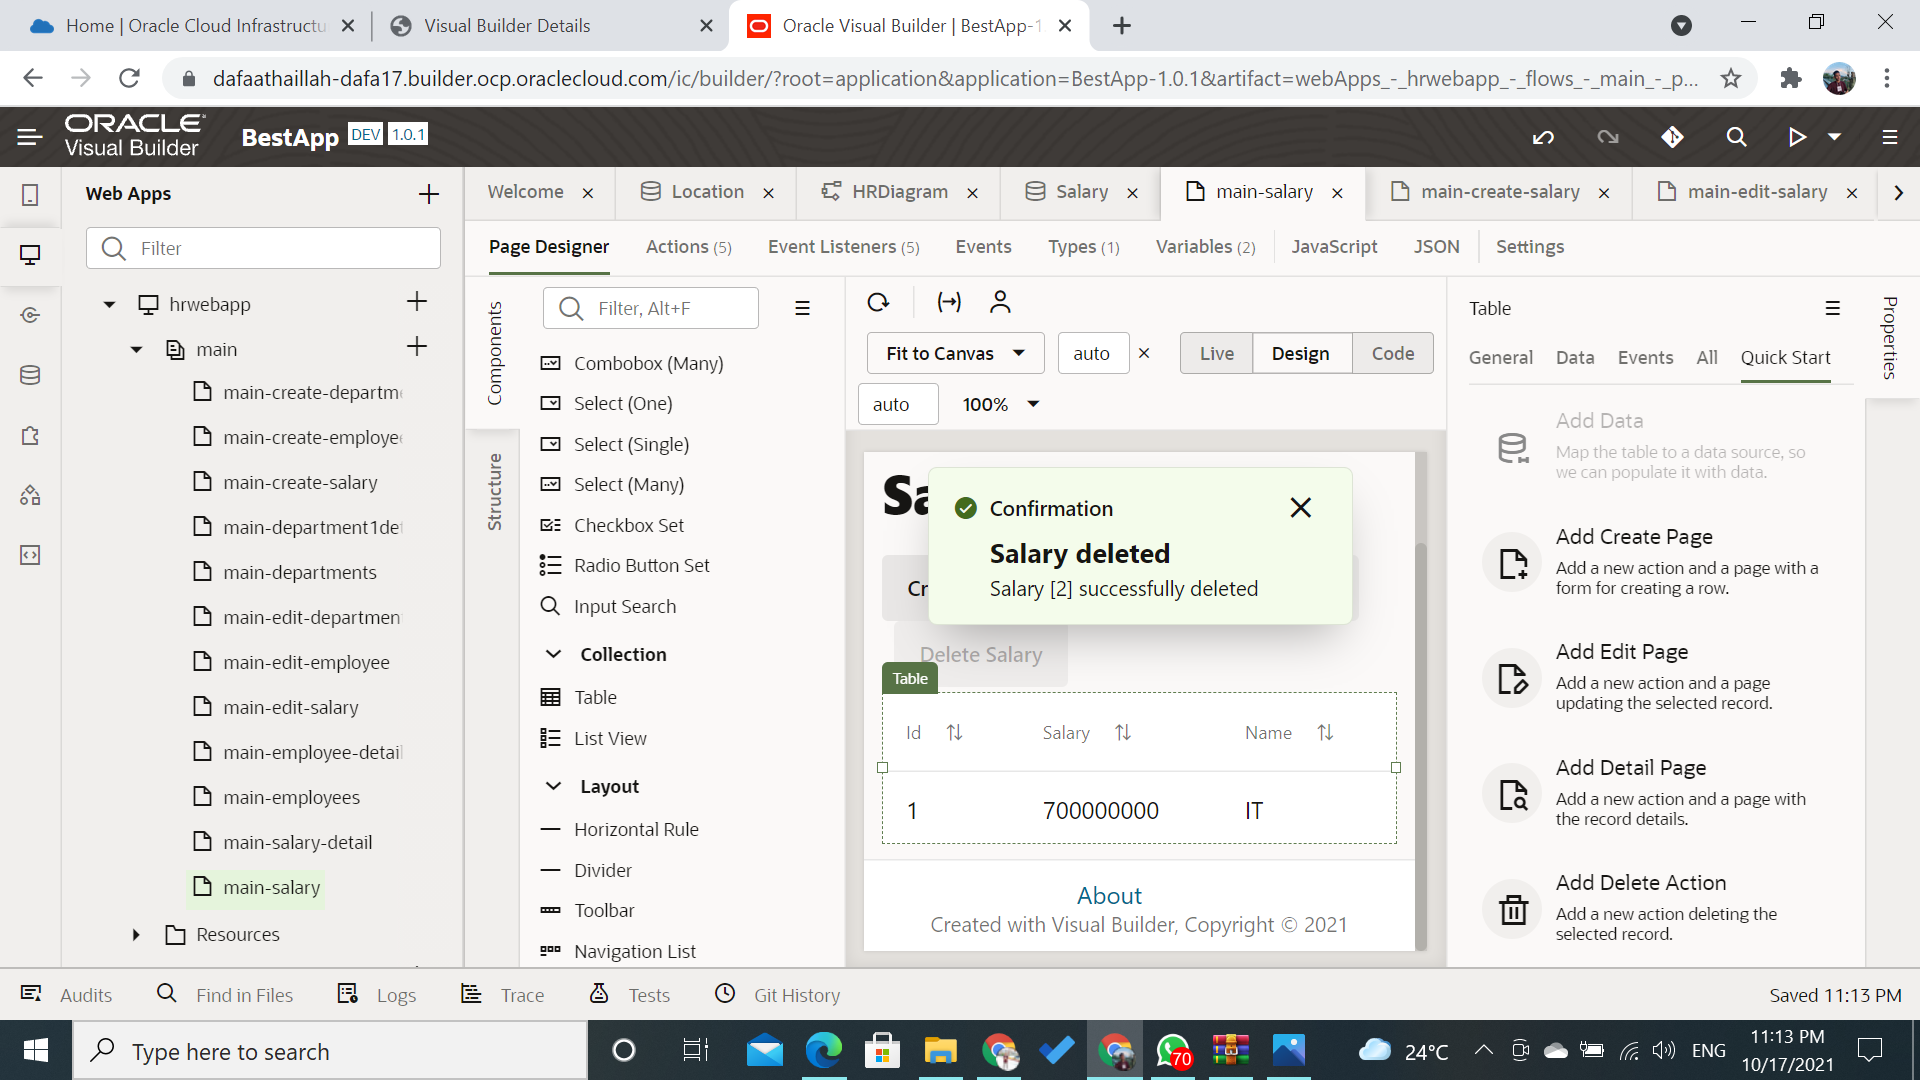 Home | Oracle Cloud Infrastructu
Visual Builder Details
Oracle Visual Builder | BestApp-1
dafaathaillah-dafa17.builder.ocp.oraclecloud.com/ic/builder/?root=application&application=BestApp-1.0.1&artifact=webApps_-_hrwebapp_-_flows_-_main_-_p...
ORACLE
Visual Builder
BestApp DEV 1.0.1
Web Apps
Filter
hrwebapp
main
main-create-departme
main-create-employee
main-create-salary
main-department1det
main-departments
main-edit-department
main-edit-employee
main-edit-salary
main-employee-detail
main-employees
main-salary-detail
main-salary
Resources
Welcome
Location
HRDiagram
Salary
main-salary
main-create-salary
main-edit-salary
Page Designer
Actions (5)
Event Listeners (5)
Events
Types (1)
Variables (2)
JavaScript
JSON
Settings
Components
Structure
Filter, Alt+F
Combobox (Many)
Select (One)
Select (Single)
Select (Many)
Checkbox Set
Radio Button Set
Input Search
Collection
Table
List View
Layout
Horizontal Rule
Divider
Toolbar
Navigation List
Fit to Canvas
auto
Live
Design
Code
auto
100%
Sa
Confirmation
Salary deleted
Salary [2] successfully deleted
Cr
Delete Salary
Table
Id
Salary
Name
1
700000000
IT
About
Created with Visual Builder, Copyright © 2021
Table
General
Data
Events
All
Quick Start
Properties
Add Data
Map the table to a data source, so
we can populate it with data.
Add Create Page
Add a new action and a page with a
form for creating a row.
Add Edit Page
Add a new action and a page
updating the selected record.
Add Detail Page
Add a new action and a page with
the record details.
Add Delete Action
Add a new action deleting the
selected record.
Audits
Find in Files
Logs
Trace
Tests
Git History
Saved 11:13 PM
Type here to search
70
24°C
ENG
11:13 PM
10/17/2021